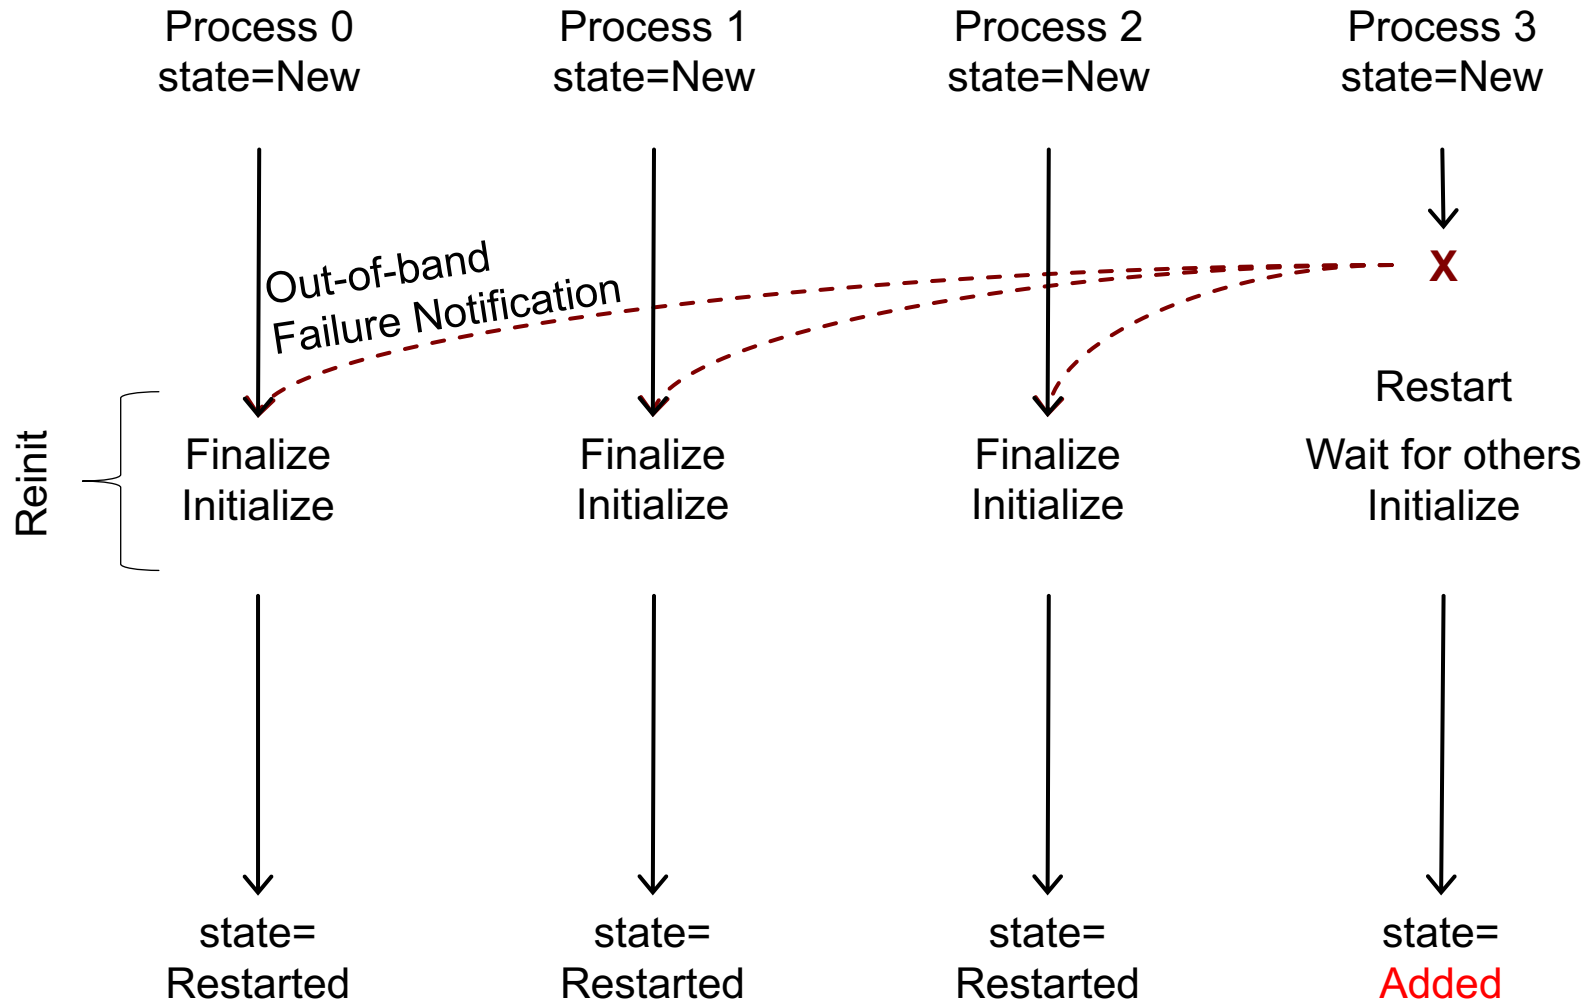 Process 0
state=New
Process 1
state=New
Process 2
state=New
Process 3
state=New
Out-of-band
Failure Notification
X
Restart
Reinit
Finalize
Initialize
Finalize
Initialize
Finalize
Initialize
Wait for others
Initialize
state=
Restarted
state=
Restarted
state=
Restarted
state=
Added